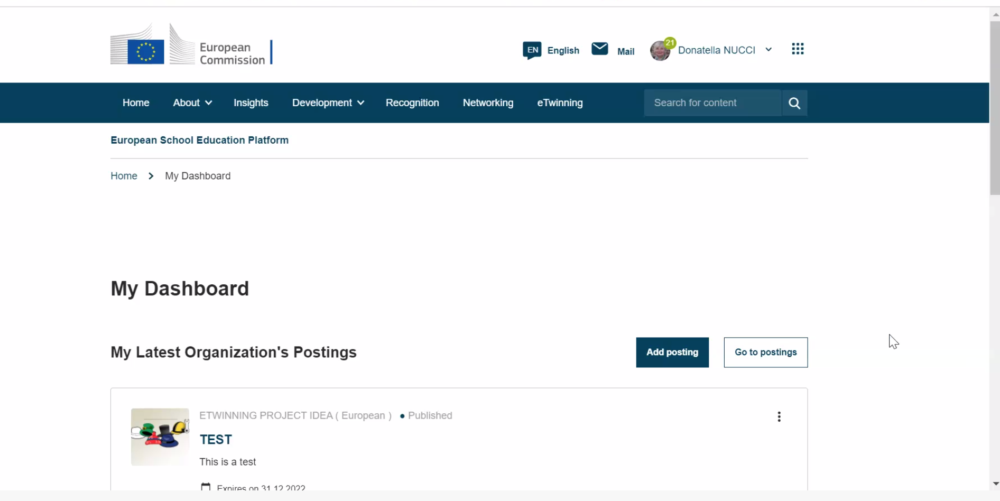 European
Commission
EN English Mail 21 Donatella NUCCI
Home About Insights Development Recognition Networking eTwinning Search for content
European School Education Platform
Home My Dashboard
My Dashboard
My Latest Organization's Postings Add posting Go to postings
ETWINNING PROJECT IDEA ( European ) • Published
TEST
This is a test
Expires on 31.12.2022